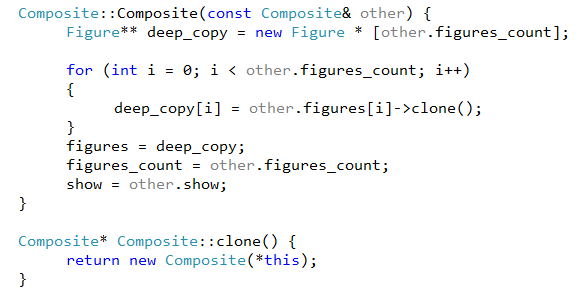 Composite::Composite(const Composite& other) {
Figure** deep_copy = new Figure * [other.figures_count];
for (int i = 0; i < other.figures_count; i++)
{
deep_copy[i] = other.figures[i]->clone();
}
figures = deep_copy;
figures_count = other.figures_count;
show = other.show;
}
Composite* Composite::clone() {
return new Composite(*this);
}